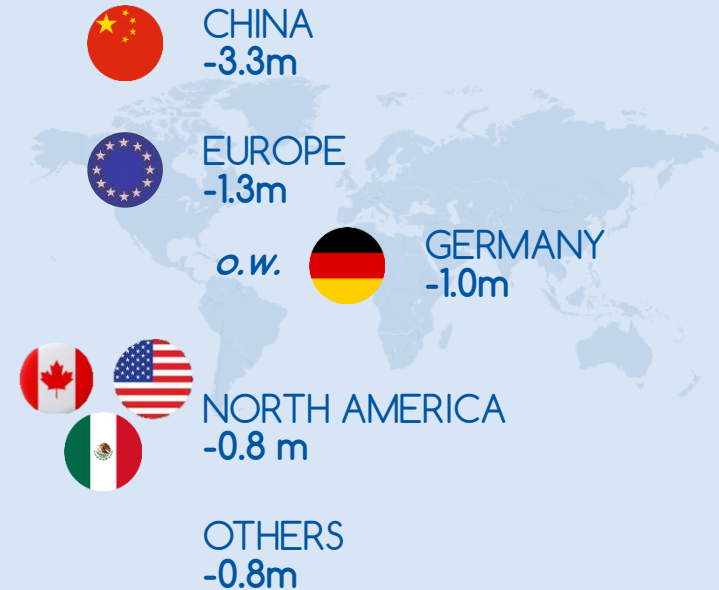 CHINA
-3.3m
EUROPE
-1.3m
o.w.
GERMANY
-1.0m
NORTH AMERICA
-0.8 m
OTHERS
-0.8m